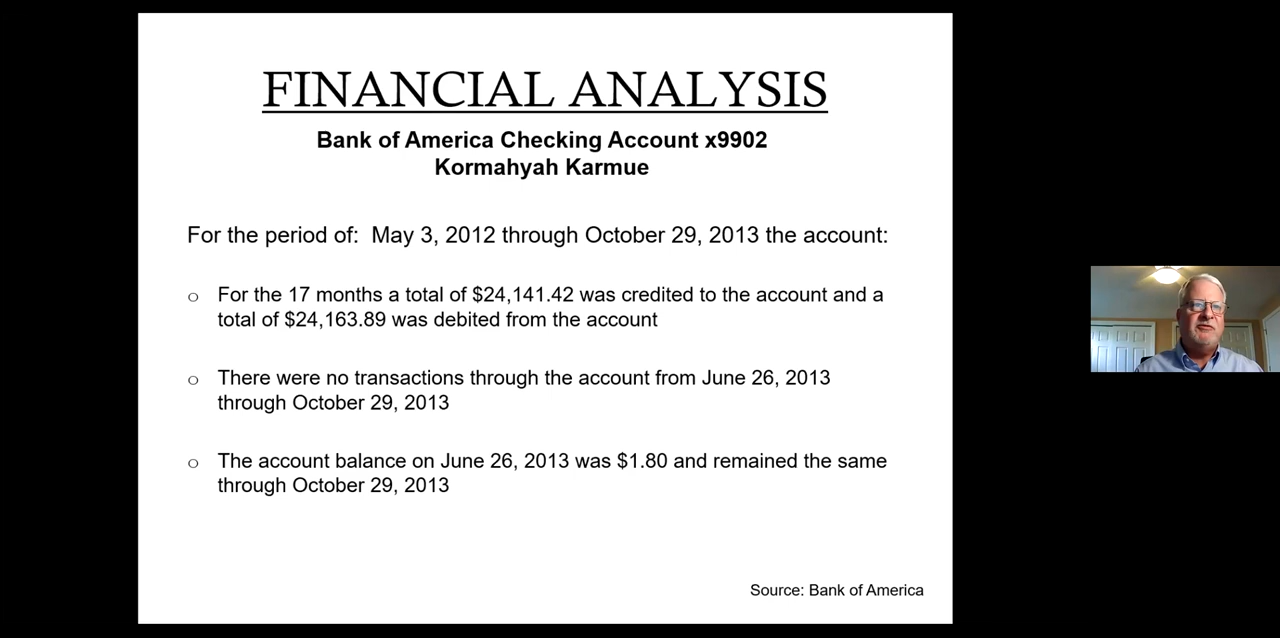 FINANCIAL ANALYSIS
Bank of America Checking Account x9902
Kormahyah Karmue
For the period of: May 3, 2012 through October 29, 2013 the account:
o For the 17 months a total of $24,141.42 was credited to the account and a
total of $24,163.89 was debited from the account
o There were no transactions through the account from June 26, 2013
through October 29, 2013
o The account balance on June 26, 2013 was $1.80 and remained the same
through October 29, 2013
Source: Bank of America